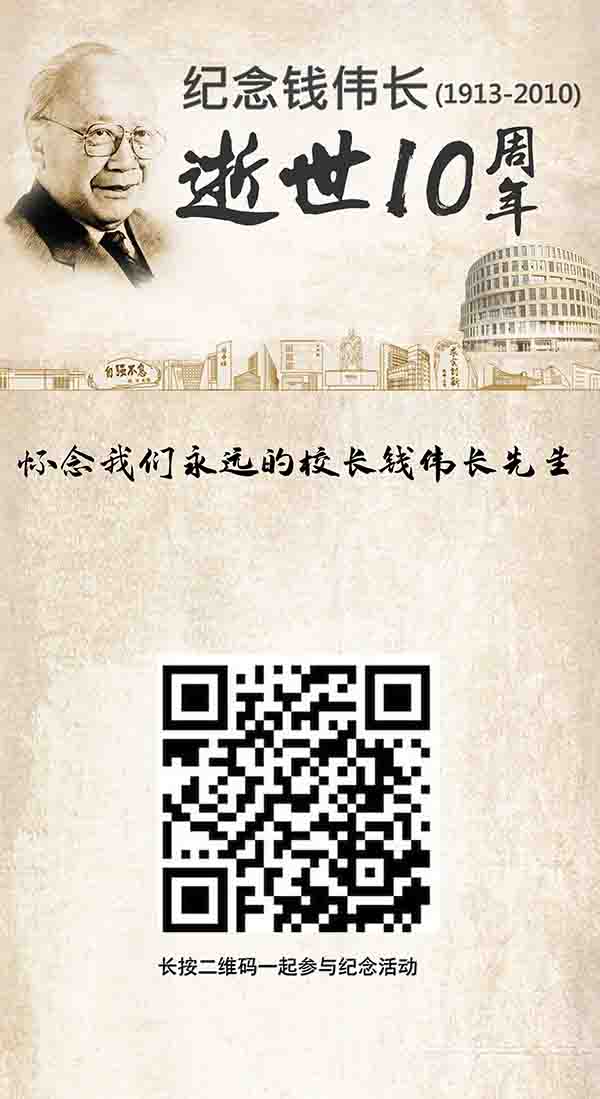 纪念钱伟长(1913-2010)
逝世10周年
自强不息
求实创新
怀念我们永远的校长钱伟长先生
长按二维码一起参与纪念活动